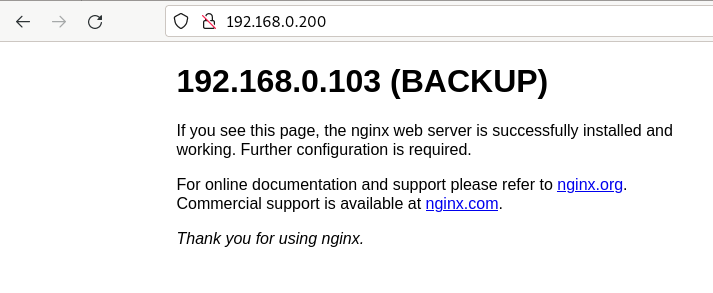 192.168.0.200
192.168.0.103 (BACKUP)
If you see this page, the nginx web server is successfully installed and
working. Further configuration is required.
For online documentation and support please refer to nginx.org.
Commercial support is available at nginx.com.
Thank you for using nginx.